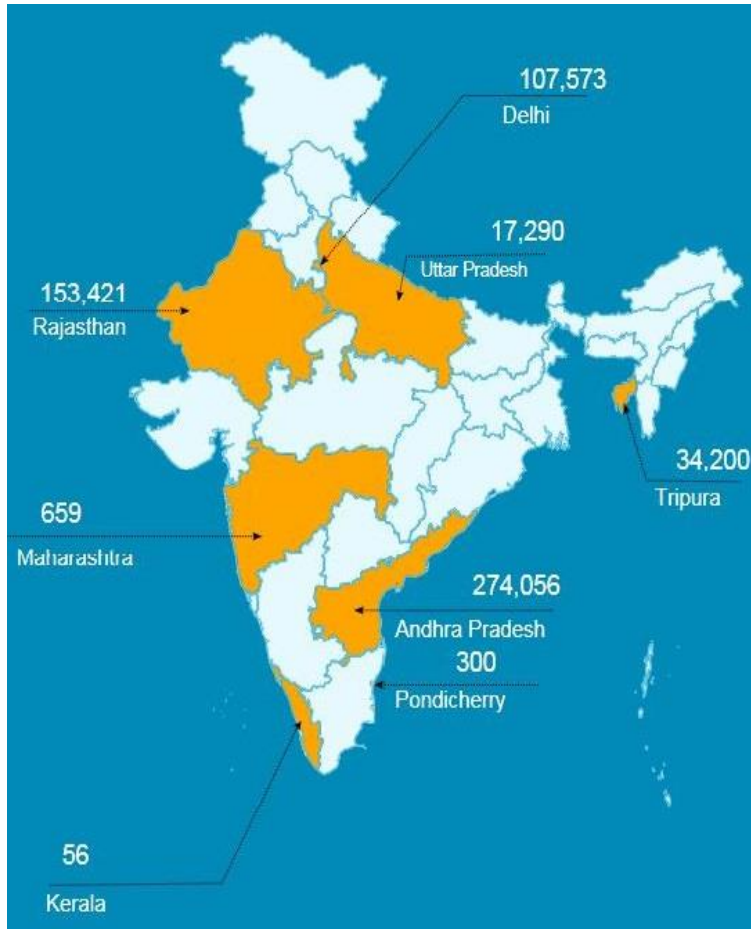 107,573
Delhi
17,290
Uttar Pradesh
153,421
Rajasthan
34,200
Tripura
659
Maharashtra
274,056
Andhra Pradesh
300
Pondicherry
56
Kerala